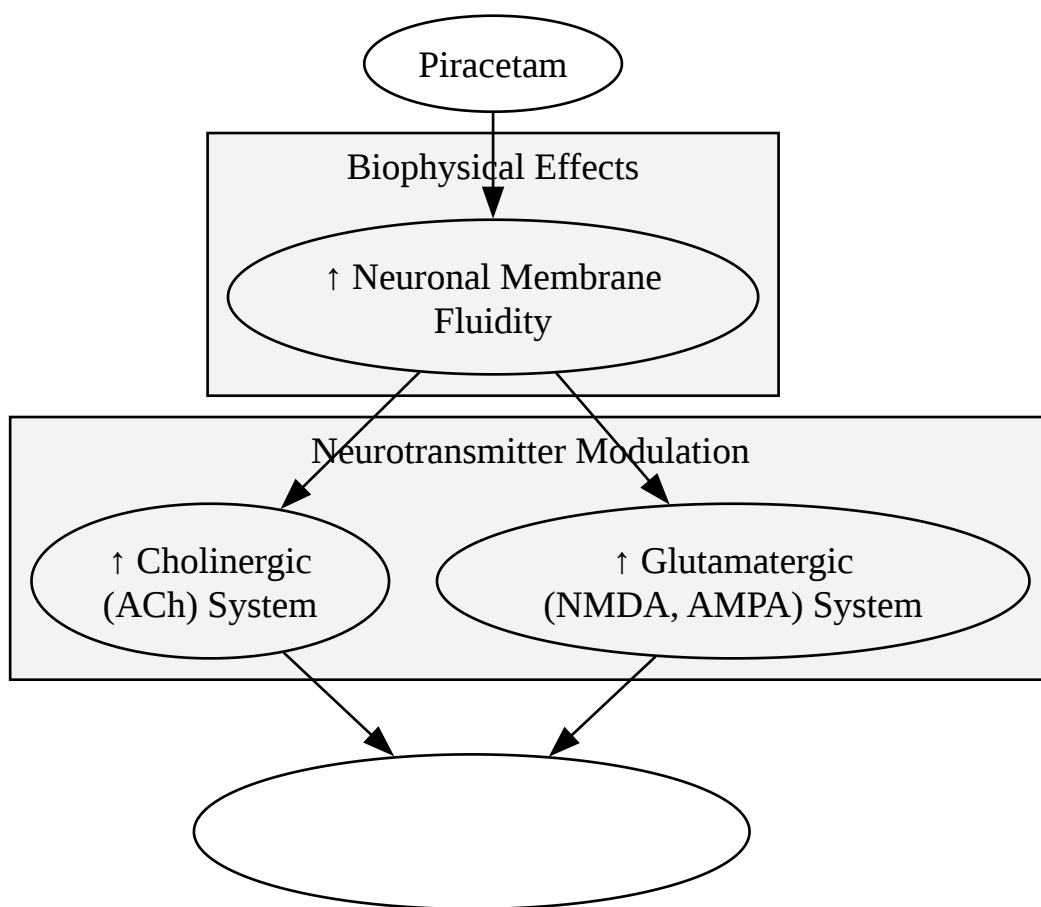 Piracetam
Biophysical Effects
↑ Neuronal Membrane
Fluidity
Neurotransmitter Modulation
↑ Cholinergic
(ACh) System
↑ Glutamatergic
(NMDA, AMPA) System